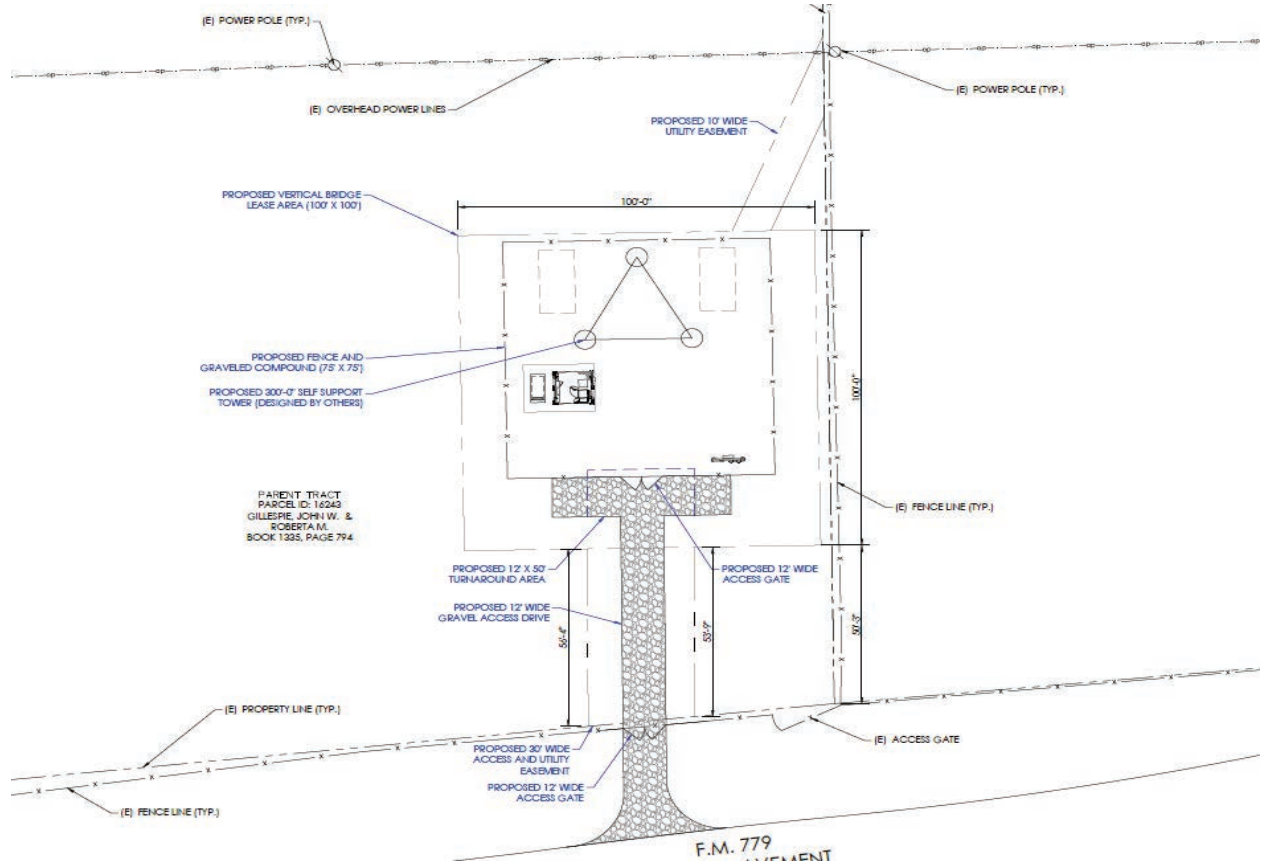 (E) POWER POLE (TYP.)
(E) OVERHEAD POWER LINES
(E) POWER POLE (TYP.)
PROPOSED 10' WIDE
UTILITY EASEMENT
PROPOSED VERTICAL BRIDGE
LEASE AREA (100' X 100')
100'-0"
PROPOSED FENCE AND
GRAVELED COMPOUND (75' X 75')
PROPOSED 300'-0" SELF SUPPORT
TOWER (DESIGNED BY OTHERS)
100'-0"
PARENT TRACT
PARCEL ID: 16243
GILLESPIE, JOHN W. &
ROBERTA M.
BOOK 1335, PAGE 794
(E) FENCE LINE (TYP.)
PROPOSED 12' X 50'
TURNAROUND AREA
PROPOSED 12' WIDE
ACCESS GATE
PROPOSED 12' WIDE
GRAVEL ACCESS DRIVE
56'-4"
53'-9"
50'-3"
(E) PROPERTY LINE (TYP.)
(E) ACCESS GATE
PROPOSED 30' WIDE
ACCESS AND UTILITY
EASEMENT
PROPOSED 12' WIDE
ACCESS GATE
(E) FENCE LINE (TYP.)
F.M. 779